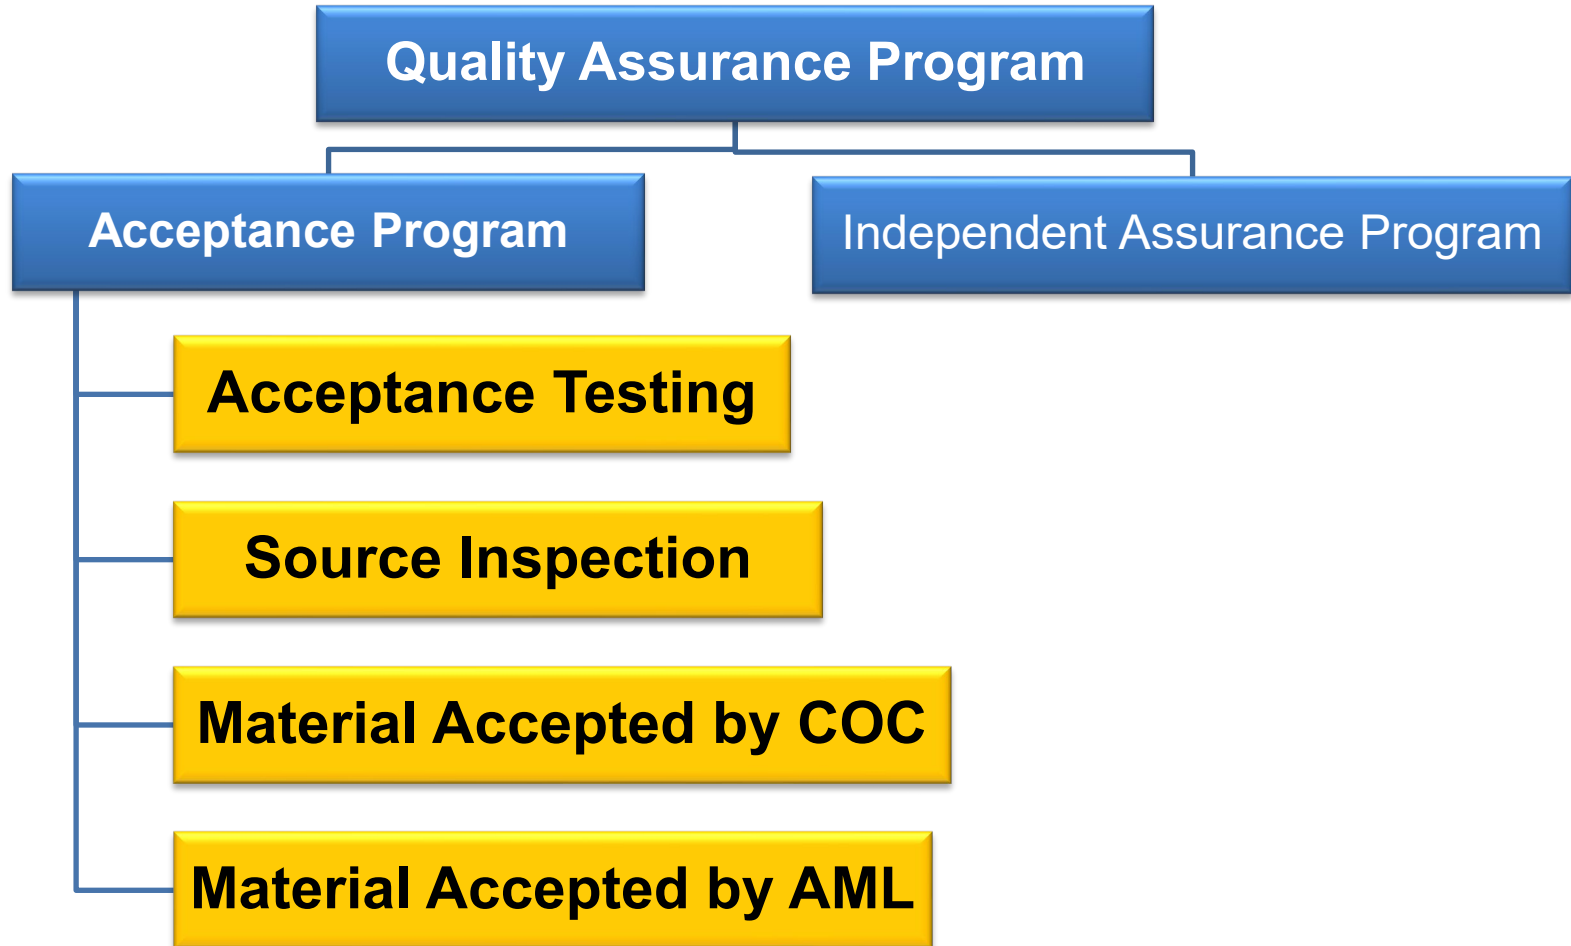 Quality Assurance Program
Acceptance Program
Independent Assurance Program
Acceptance Testing
Source Inspection
Material Accepted by COC
Material Accepted by AML